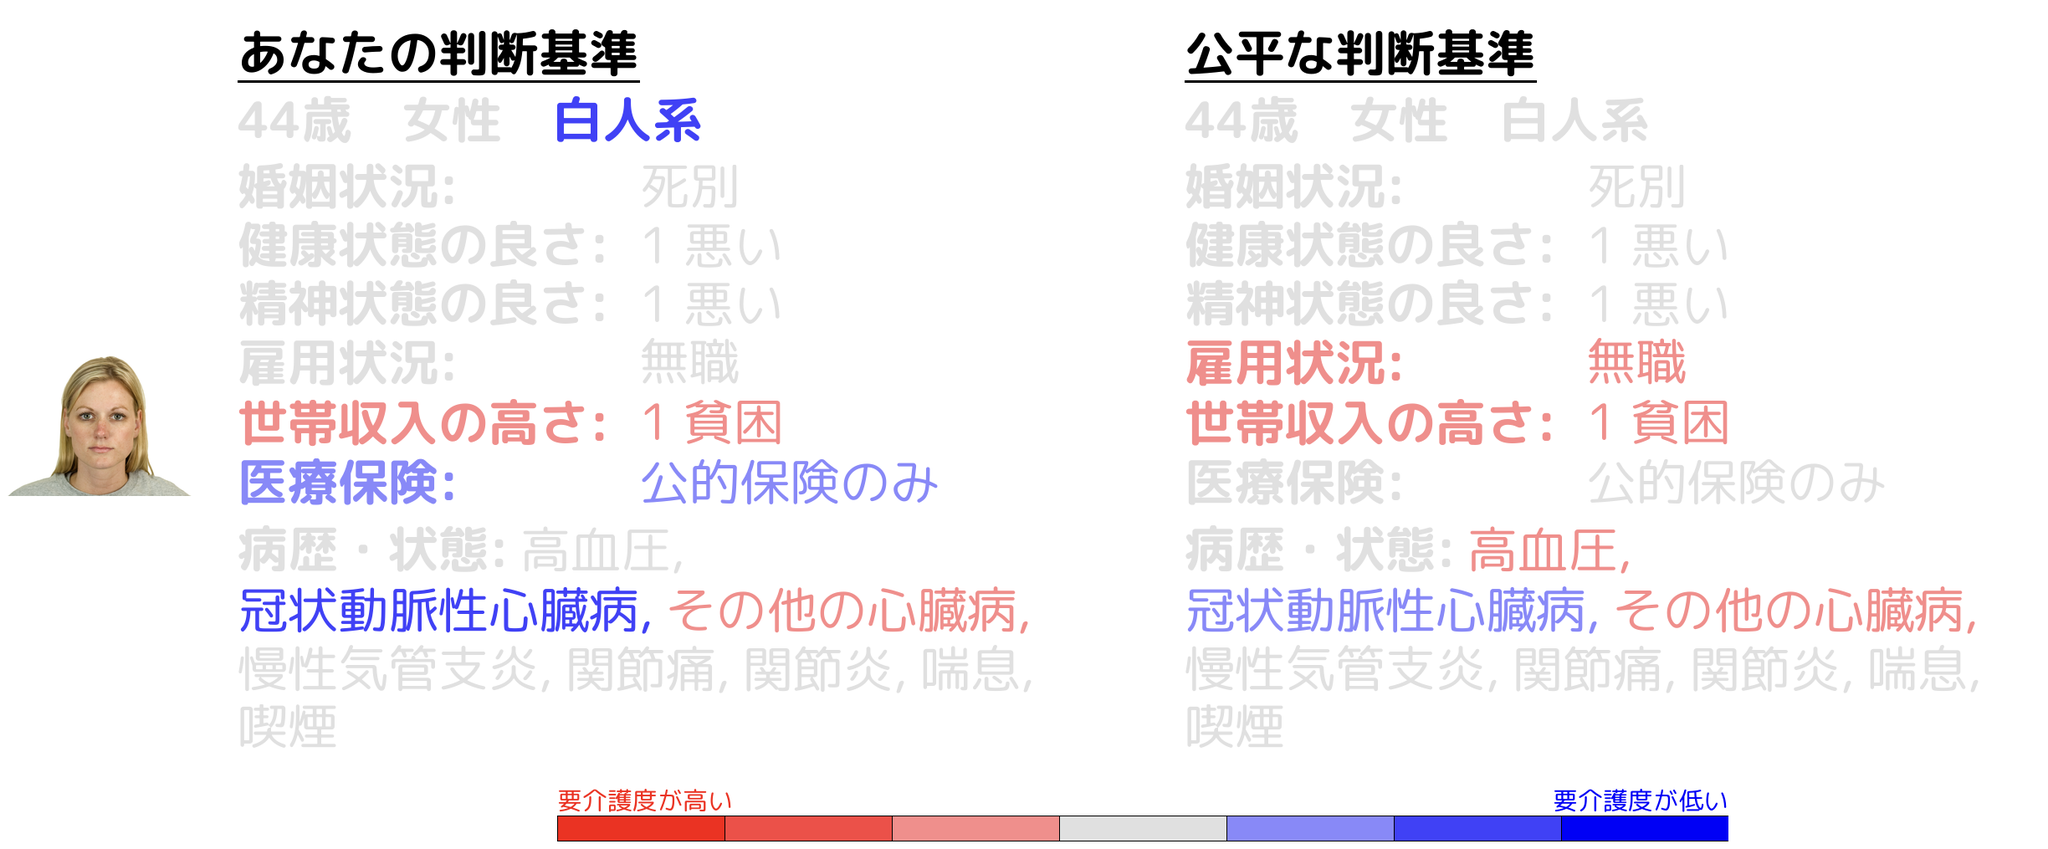 あなたの判断基準
44歳　女性　白人系
婚姻状況: 死別
健康状態の良さ: 1 悪い
精神状態の良さ: 1 悪い
雇用状況: 無職
世帯収入の高さ: 1 貧困
医療保険: 公的保険のみ
病歴・状態: 高血圧,
冠状動脈性心臓病, その他の心臓病,
慢性気管支炎, 関節痛, 関節炎, 喘息,
喫煙
公平な判断基準
44歳　女性　白人系
婚姻状況: 死別
健康状態の良さ: 1 悪い
精神状態の良さ: 1 悪い
雇用状況: 無職
世帯収入の高さ: 1 貧困
医療保険: 公的保険のみ
病歴・状態: 高血圧,
冠状動脈性心臓病, その他の心臓病,
慢性気管支炎, 関節痛, 関節炎, 喘息,
喫煙
要介護度が高い
要介護度が低い